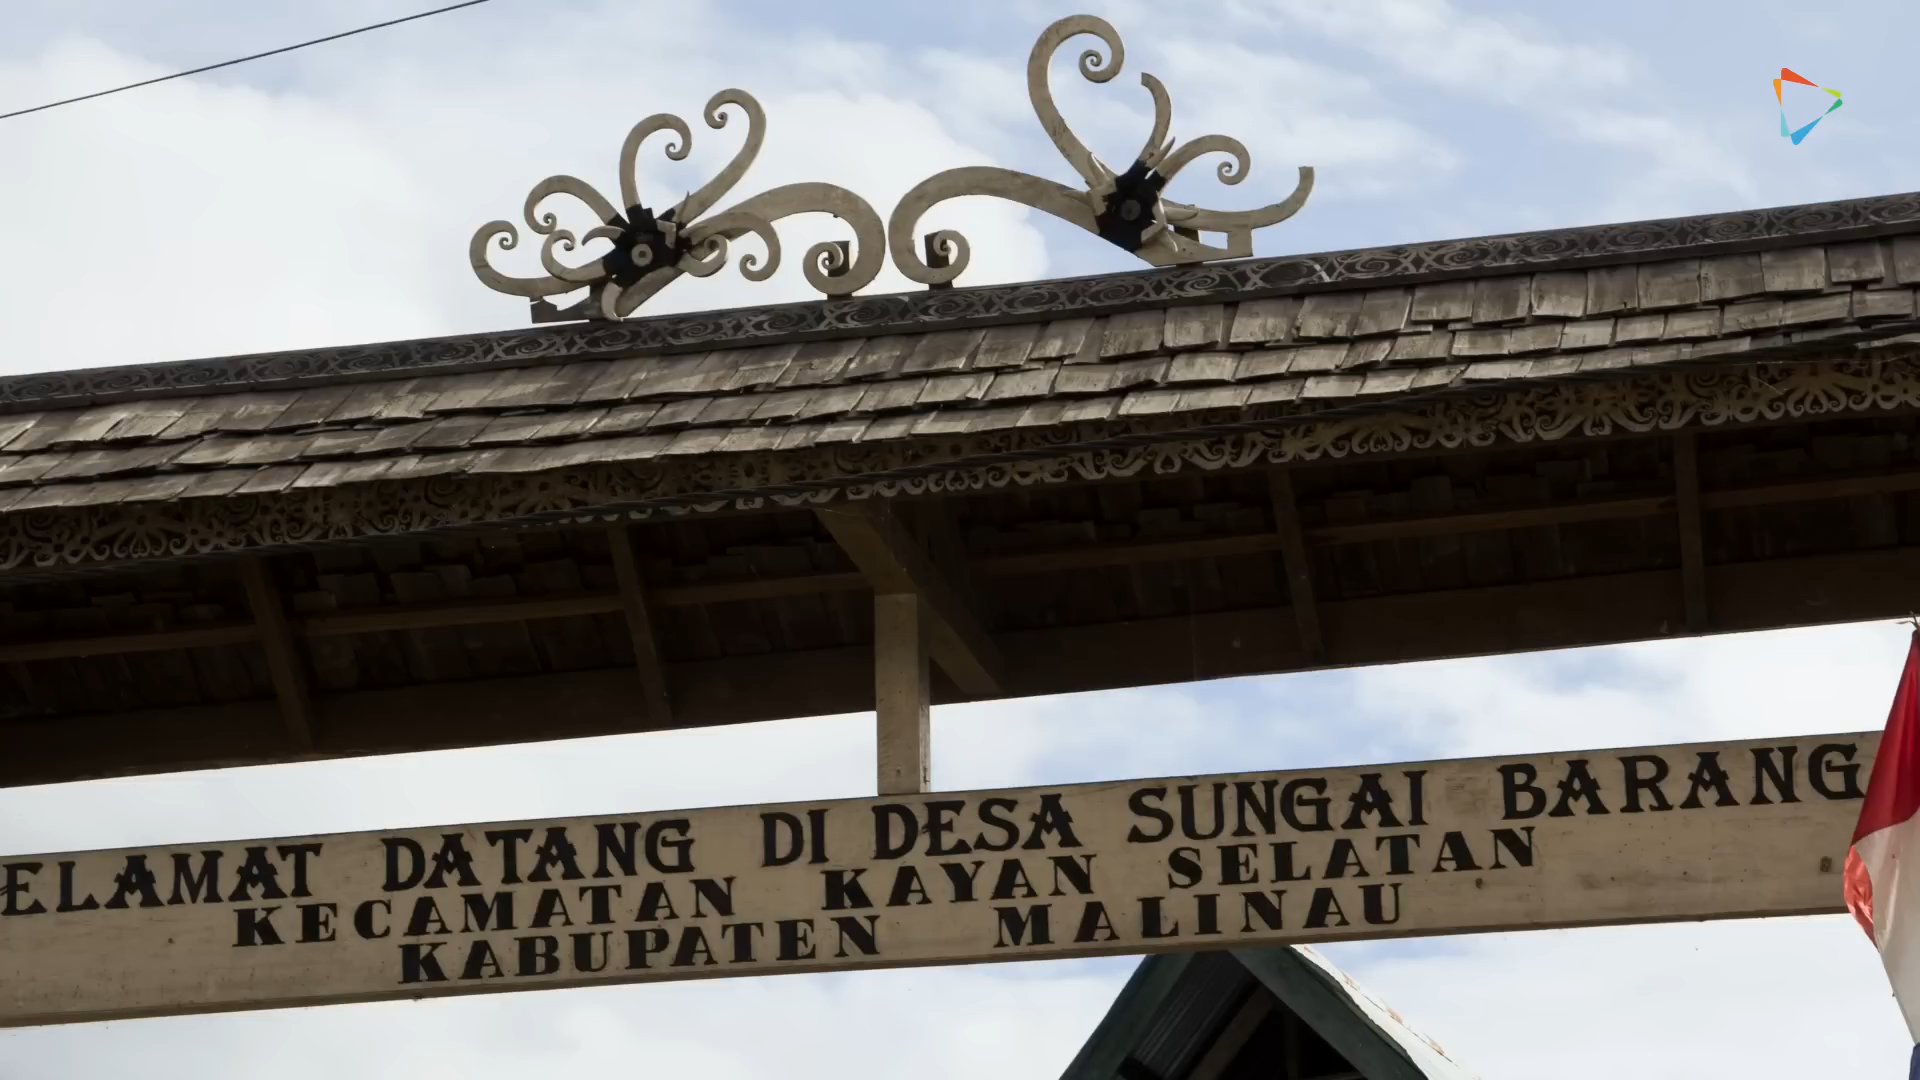 ELAMAT DATANG DI DESA SUNGAI BARANG
KECAMATAN KAYAN SELATAN
KABUPATEN MALINAU